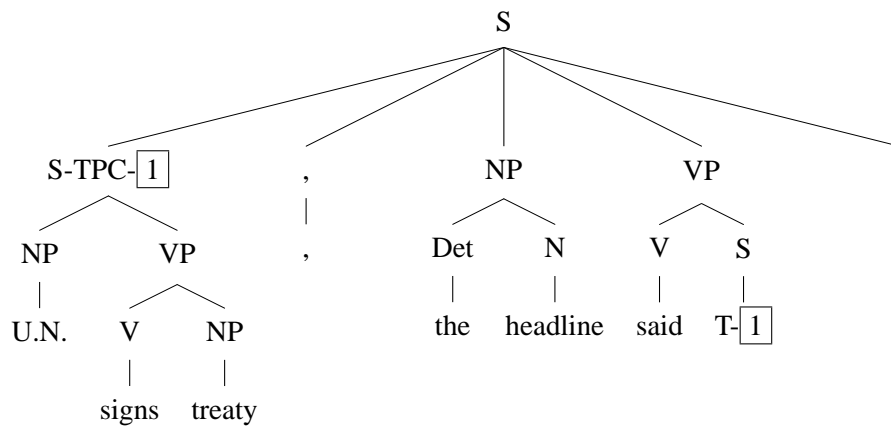 S
S-TPC-1 , NP VP
NP VP , Det N V S
U.N. V NP the headline said T-1
signs treaty